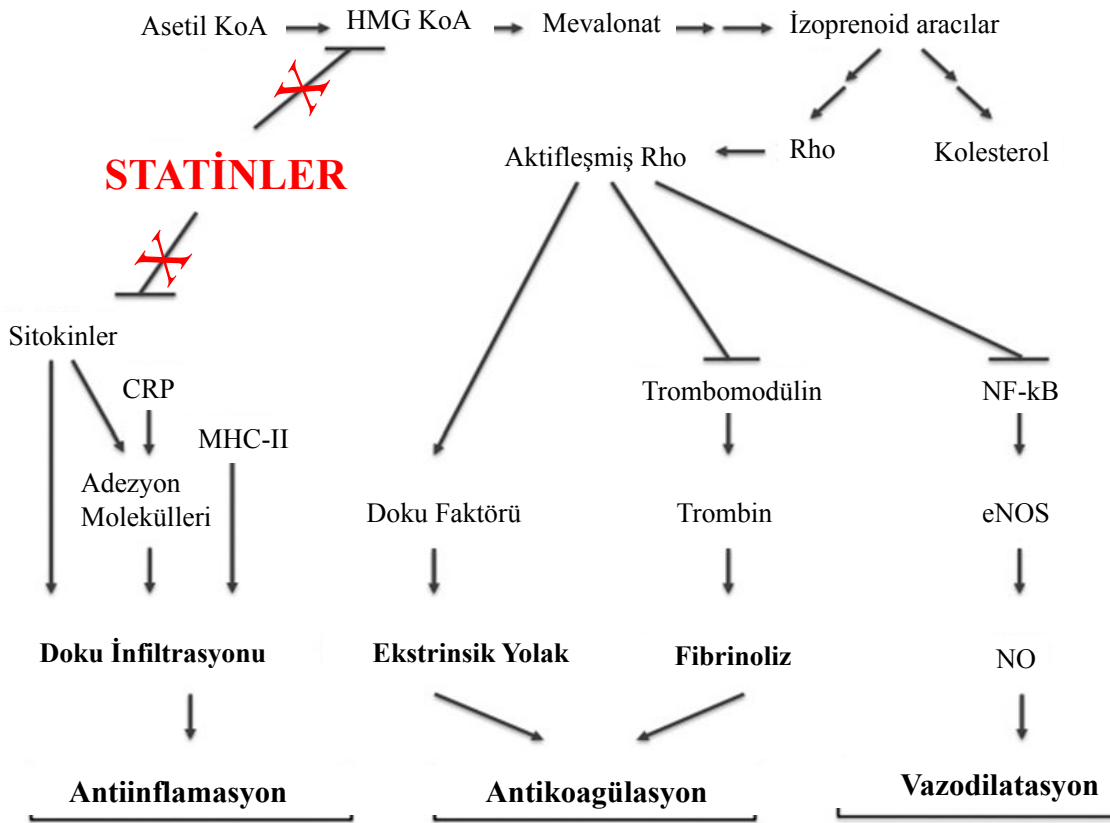 Asetil KoA
HMG KoA
Mevalonat
İzoprenoid aracılar
X
STATİNLER
Aktifleşmiş Rho
Rho
Kolesterol
X
Sitokinler
CRP
Trombomodülin
NF-kB
MHC-II
Adezyon
Molekülleri
Doku Faktörü
Trombin
eNOS
Doku İnfiltrasyonu
Ekstrinsik Yolak
Fibrinoliz
NO
Antiinflamasyon
Antikoagülasyon
Vazodilatasyon